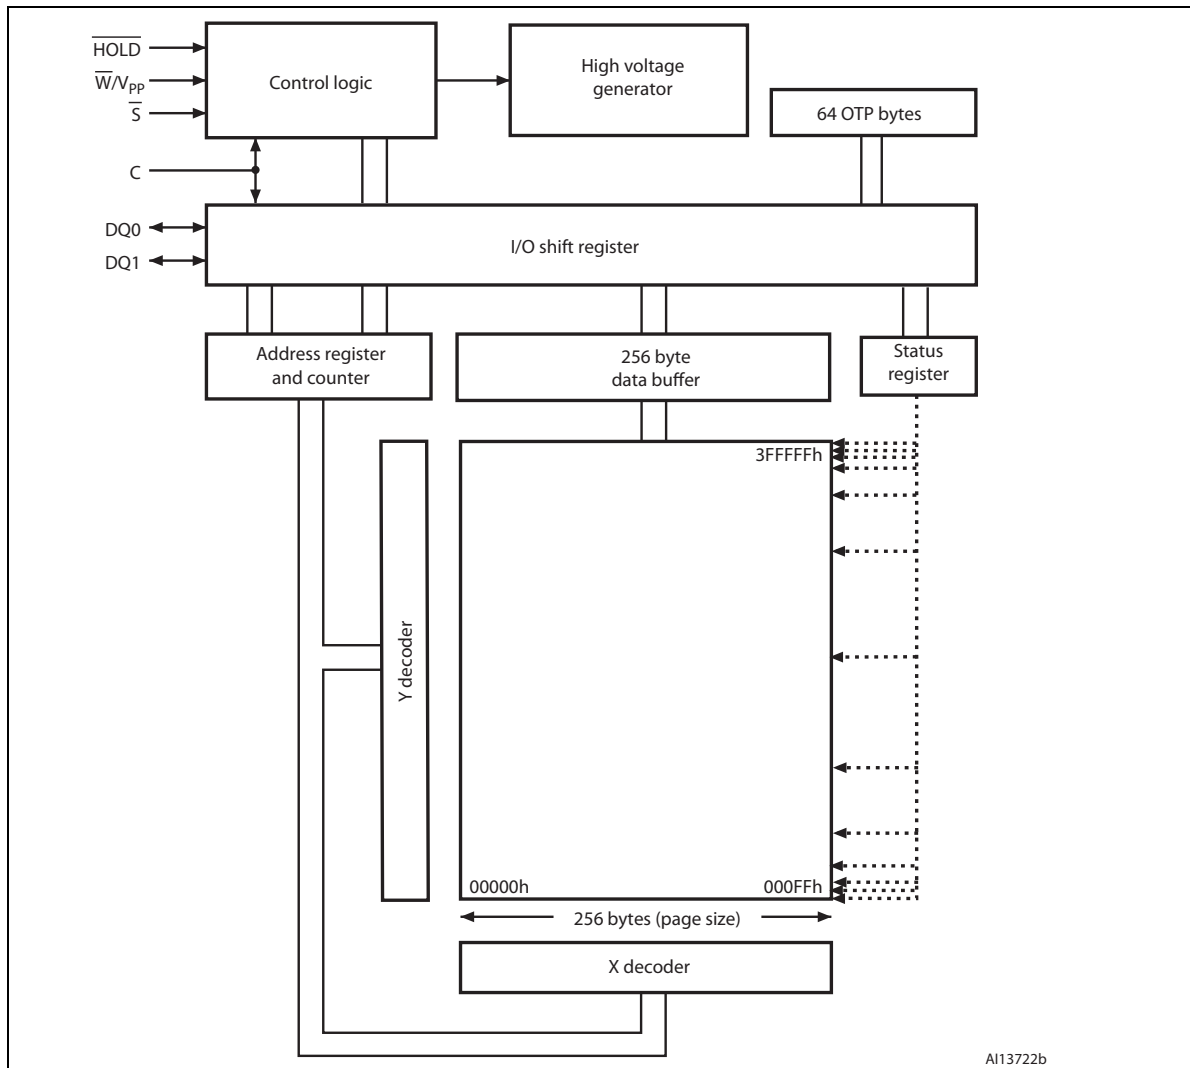 HOLD
W/VPP
S
C
DQ0
DQ1
Control logic
High voltage
generator
64 OTP bytes
I/O shift register
Address register
and counter
256 byte
data buffer
Status
register
3FFFFFh
Y decoder
00000h
000FFh
256 bytes (page size)
X decoder
AI13722b